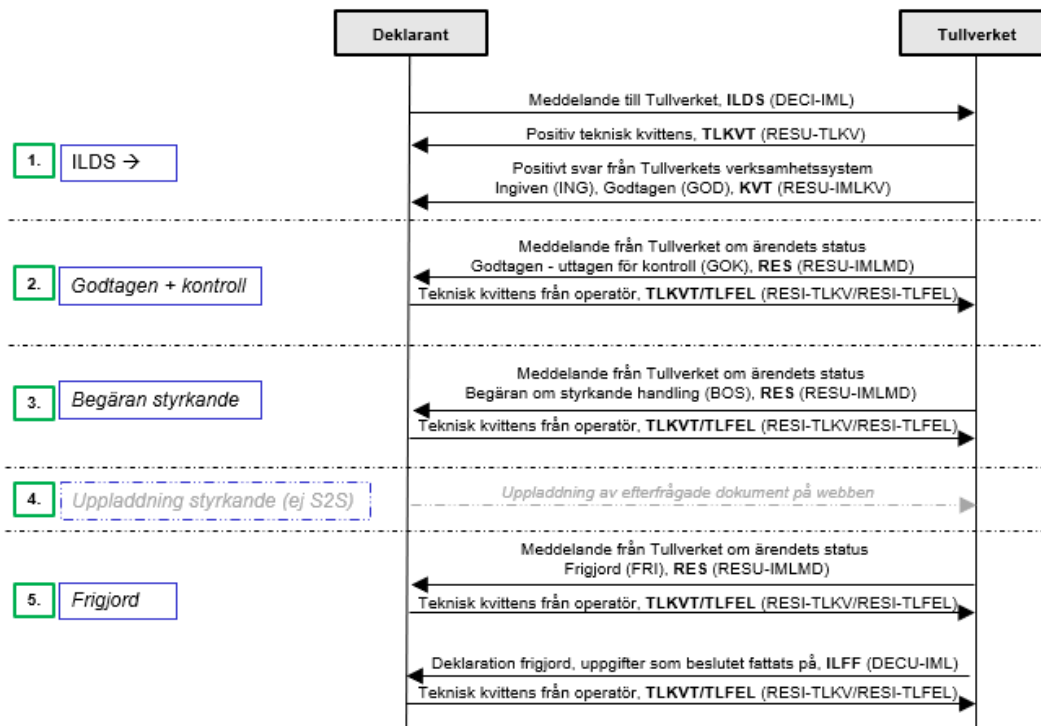 Deklarant
Tullverket
Meddelande till Tullverket, ILDS (DECI-IML)
Positiv teknisk kvittens, TLKVT (RESU-TLKV)
1.
ILDS →
Positivt svar från Tullverkets verksamhetssystem
Ingiven (ING), Godtagen (GOD), KVT (RESU-IMLKV)
Meddelande från Tullverket om ärendets status
Godtagen - uttagen för kontroll (GOK), RES (RESU-IMLMD)
2.
Godtagen + kontroll
Teknisk kvittens från operatör, TLKVT/TLFEL (RESI-TLKV/RESI-TLFEL)
Meddelande från Tullverket om ärendets status
Begäran om styrkande handling (BOS), RES (RESU-IMLMD)
3.
Begäran styrkande
Teknisk kvittens från operatör, TLKVT/TLFEL (RESI-TLKV/RESI-TLFEL)
4.
Uppladdning styrkande (ej S2S)
Uppladdning av efterfrågade dokument på webben
Meddelande från Tullverket om ärendets status
Frigjord (FRI), RES (RESU-IMLMD)
5.
Frigjord
Teknisk kvittens från operatör, TLKVT/TLFEL (RESI-TLKV/RESI-TLFEL)
Deklaration frigjord, uppgifter som beslutet fattats på, ILFF (DECU-IML)
Teknisk kvittens från operatör, TLKVT/TLFEL (RESI-TLKV/RESI-TLFEL)